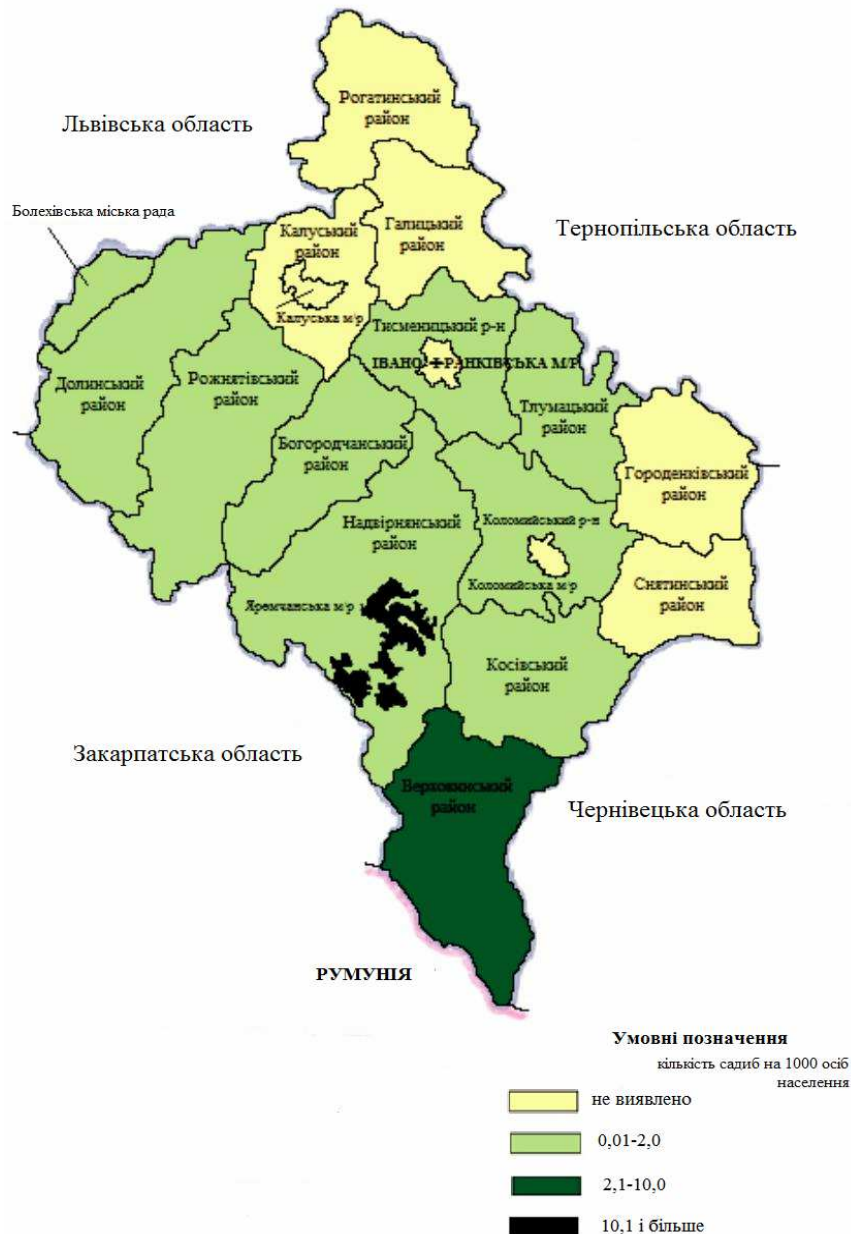 Рогатинський
район
Львівська область
Болехівська міська рада
Калуський
район
Галицький
район
Тернопільська область
Калуська м/р
Тисменицький р-н
ІВАНО-ФРАНКІВСЬКА М/Р
Долинський
район
Рожнятівський
район
Тлумацький
район
Богородчанський
район
Городенківський
район
Надвірнянський
район
Коломийський р-н
Коломийська м/р
Снятинський
район
Яремчанська м/р
Косівський
район
Закарпатська область
Верховинський
район
Чернівецька область
РУМУНІЯ
Умовні позначення
кількість садиб на 1000 осіб
населення
не виявлено
0,01-2,0
2,1-10,0
10,1 і більше